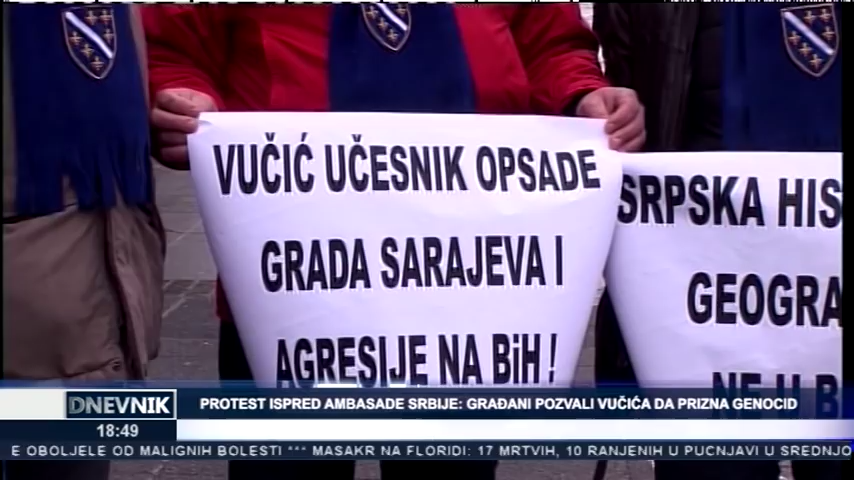 VUČIĆ UČESNIK OPSADE
GRADA SARAJEVA I
AGRESIJE NA BiH!
SRPSKA HIS
GEOGRA
NE U B
DNEVNIK
PROTEST ISPRED AMBASADE SRBIJE: GRAĐANI POZVALI VUČIĆA DA PRIZNA GENOCID
18:49
E OBOLJELE OD MALIGNIH BOLESTI *** MASAKR NA FLORIDI: 17 MRTVIH, 10 RANJENIH U PUCNJAVI U SREDNJO